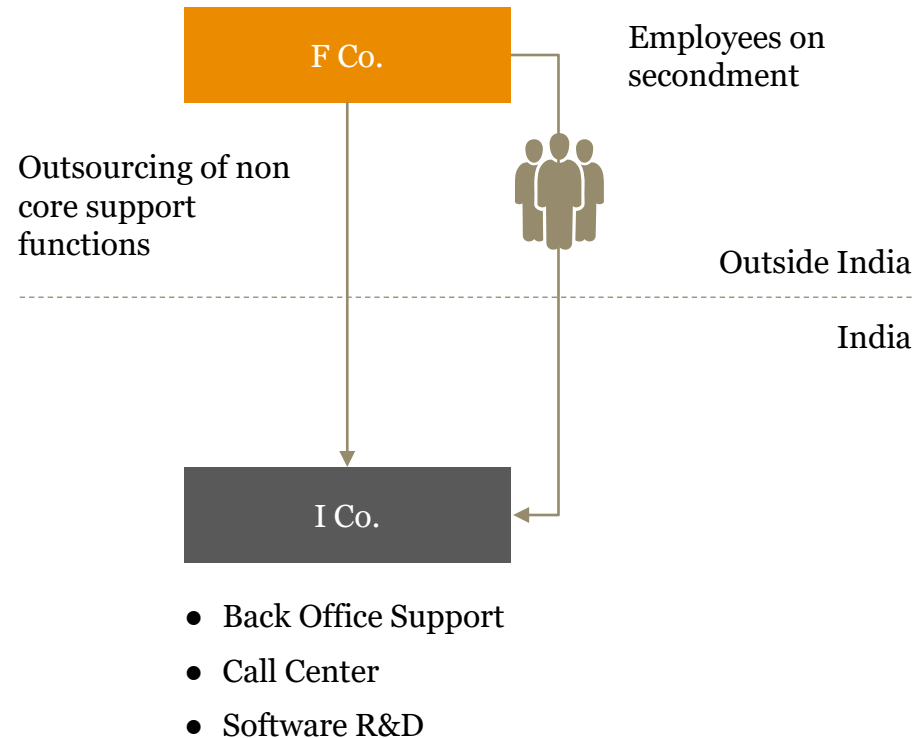 F Co.
Employees on
secondment
Outsourcing of non
core support
functions
Outside India
India
I Co.
● Back Office Support
● Call Center
● Software R&D